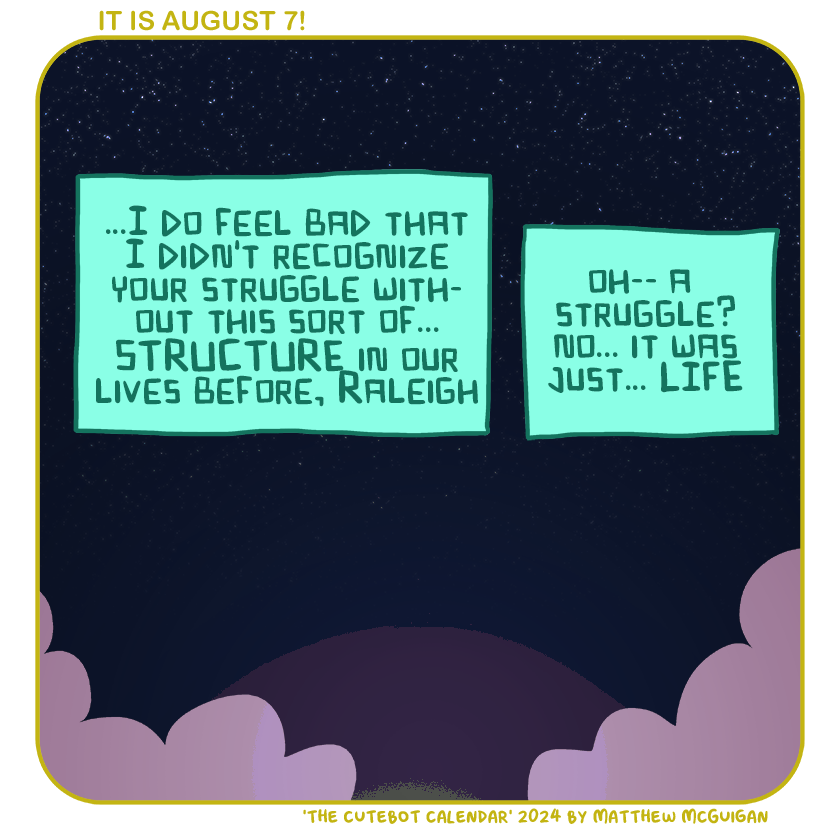 IT IS AUGUST 7!
...I DO FEEL BAD THAT
I DIDN'T RECOGNIZE
YOUR STRUGGLE WITH-
OUT THIS SORT OF...
STRUCTURE IN OUR
LIVES BEFORE, RALEIGH
OH-- A
STRUGGLE?
NO... IT WAS
JUST... LIFE
'THE CUTEBOT CALENDAR' 2024 BY MATTHEW MCGUIGAN